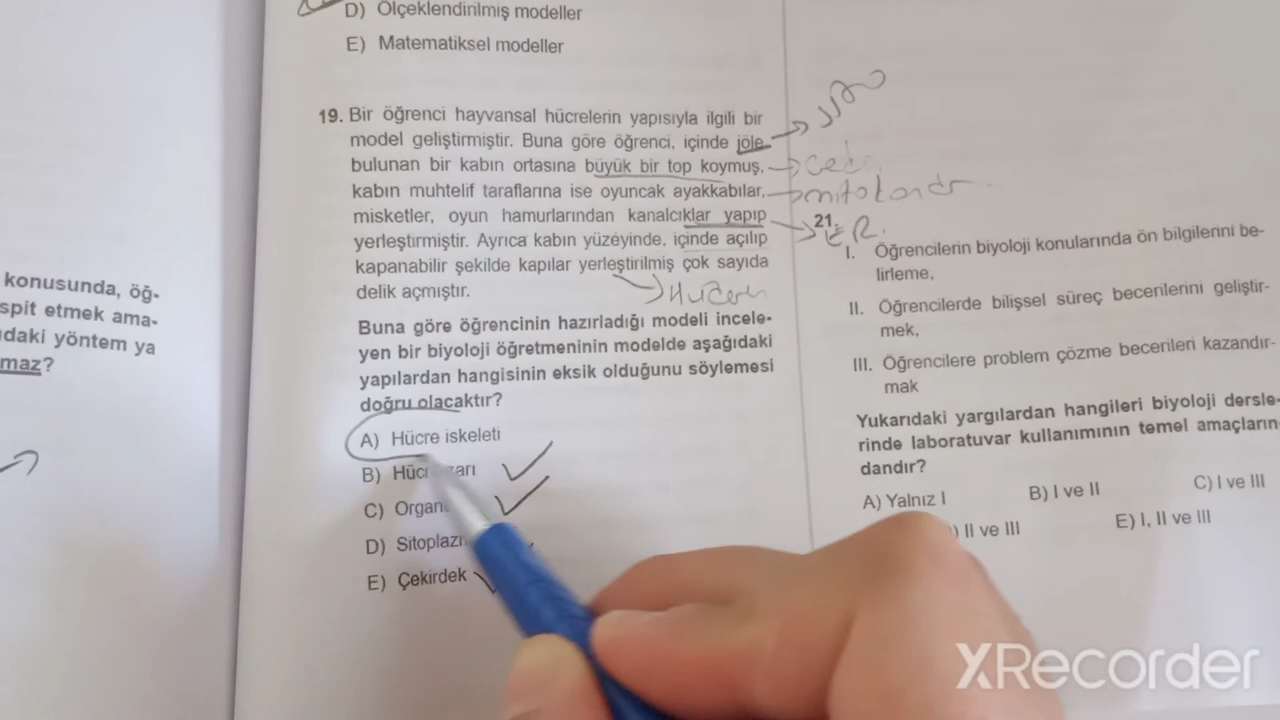 D) Ölçeklendirilmiş modeller
E) Matematiksel modeller
19. Bir öğrenci hayvansal hücrelerin yapısıyla ilgili bir
model geliştirmiştir. Buna göre öğrenci, içinde jöle
bulunan bir kabın ortasına büyük bir top koymuş,
kabın muhtelif taraflarına ise oyuncak ayakkabılar,
misketler, oyun hamurlarından kanalcıklar yapıp
yerleştirmiştir. Ayrıca kabın yüzeyinde, içinde açılıp
kapanabilir şekilde kapılar yerleştirilmiş çok sayıda
delik açmıştır.
Buna göre öğrencinin hazırladığı modeli incele-
yen bir biyoloji öğretmeninin modelde aşağıdaki
yapılardan hangisinin eksik olduğunu söylemesi
doğru olacaktır?
A) Hücre iskeleti
B) Hüc zarı
C) Organ
D) Sitoplaz
E) Çekirdek
mitokondr
ER.
konusunda, öğ-
spit etmek ama-
daki yöntem ya
maz?
21.
I. Öğrencilerin biyoloji konularında ön bilgilerini be-
lirleme,
II. Öğrencilerde bilişsel süreç becerilerini geliştir-
mek,
III. Öğrencilere problem çözme becerileri kazandır-
mak
Yukarıdaki yargılardan hangileri biyoloji dersle-
rinde laboratuvar kullanımının temel amaçların-
dandır?
A) Yalnız I
B) I ve II
C) I ve III
) II ve III
E) I, II ve III
XRecorder